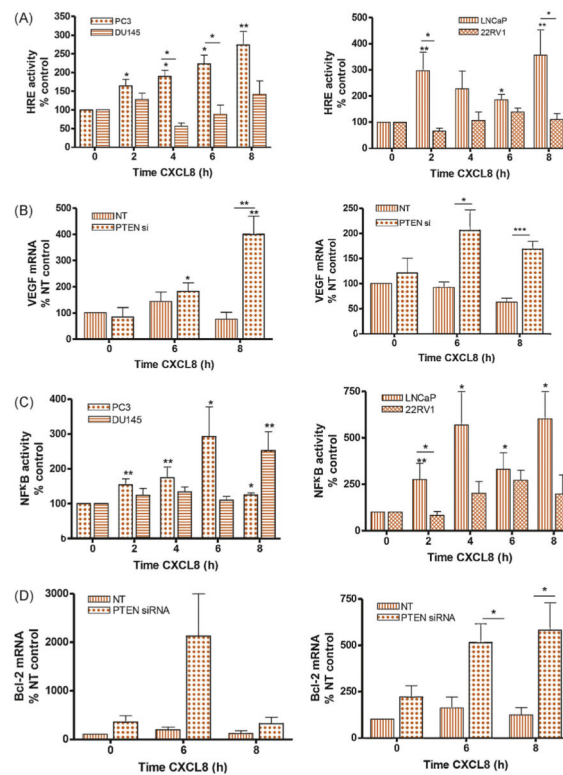 (A)
PC3
DU145
HRE activity
% control
350
300
250
200
150
100
50
0
2
4
6
8
*
*
*
*
*
**
Time CXCL8 (h)
LNCaP
22RV1
HRE activity
% control
450
400
350
300
250
200
150
100
50
0
2
4
6
8
*
**
*
*
**
Time CXCL8 (h)
(B)
NT
PTEN si
VEGF mRNA
% NT control
500
400
300
200
100
0
0
6
8
*
**
**
Time CXCL8 (h)
NT
PTEN si
VEGF mRNA
% NT control
250
200
150
100
50
0
0
6
8
*
***
Time CXCL8 (h)
(C)
PC3
DU145
NFᴷB activity
% control
400
300
200
100
0
0
2
4
6
8
**
**
*
*
**
Time CXCL8 (h)
LNCaP
22RV1
NFᴷB activity
% control
750
500
250
0
0
2
4
6
8
*
**
*
*
*
Time CXCL8 (h)
(D)
NT
PTEN siRNA
Bcl-2 mRNA
% NT control
3000
2000
1000
500
0
0
6
8
Time CXCL8 (h)
NT
PTEN siRNA
Bcl-2 mRNA
% NT control
750
500
250
0
0
6
8
*
*
Time CXCL8 (h)